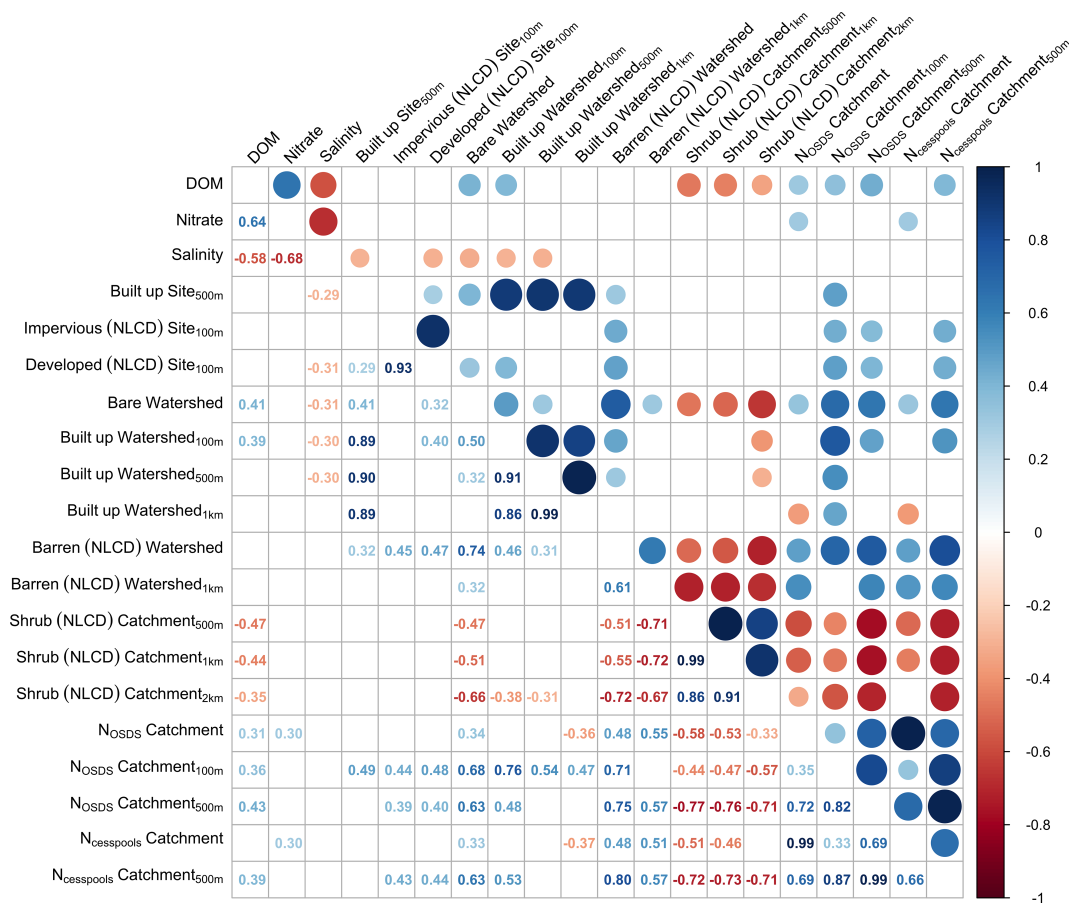 DOM
Nitrate
Salinity
Built up Site500m
Impervious (NLCD) Site100m
Developed (NLCD) Site100m
Bare Watershed
Built up Watershed100m
Built up Watershed500m
Built up Watershed1km
Barren (NLCD) Watershed
Barren (NLCD) Watershed1km
Shrub (NLCD) Catchment500m
Shrub (NLCD) Catchment1km
Shrub (NLCD) Catchment2km
NOSDS Catchment
NOSDS Catchment100m
NOSDS Catchment500m
Ncesspools Catchment
Ncesspools Catchment500m
DOM
Nitrate 0.64
Salinity -0.58 -0.68
Built up Site500m -0.29
Impervious (NLCD) Site100m
Developed (NLCD) Site100m -0.31 0.29 0.93
Bare Watershed 0.41 -0.31 0.41 0.32
Built up Watershed100m 0.39 -0.30 0.89 0.40 0.50
Built up Watershed500m -0.30 0.90 0.32 0.91
Built up Watershed1km 0.89 0.86 0.99
Barren (NLCD) Watershed 0.32 0.45 0.47 0.74 0.46 0.31
Barren (NLCD) Watershed1km 0.32 0.61
Shrub (NLCD) Catchment500m -0.47 -0.47 -0.51 -0.71
Shrub (NLCD) Catchment1km -0.44 -0.51 -0.55 -0.72 0.99
Shrub (NLCD) Catchment2km -0.35 -0.66 -0.38 -0.31 -0.72 -0.67 0.86 0.91
NOSDS Catchment 0.31 0.30 0.34 -0.36 0.48 0.55 -0.58 -0.53 -0.33
NOSDS Catchment100m 0.36 0.49 0.44 0.48 0.68 0.76 0.54 0.47 0.71 -0.44 -0.47 -0.57 0.35
NOSDS Catchment500m 0.43 0.39 0.40 0.63 0.48 0.75 0.57 -0.77 -0.76 -0.71 0.72 0.82
Ncesspools Catchment 0.30 0.33 -0.37 0.48 0.51 -0.51 -0.46 0.99 0.33 0.69
Ncesspools Catchment500m 0.39 0.43 0.44 0.63 0.53 0.80 0.57 -0.72 -0.73 -0.71 0.69 0.87 0.99 0.66
1
0.8
0.6
0.4
0.2
0
-0.2
-0.4
-0.6
-0.8
-1